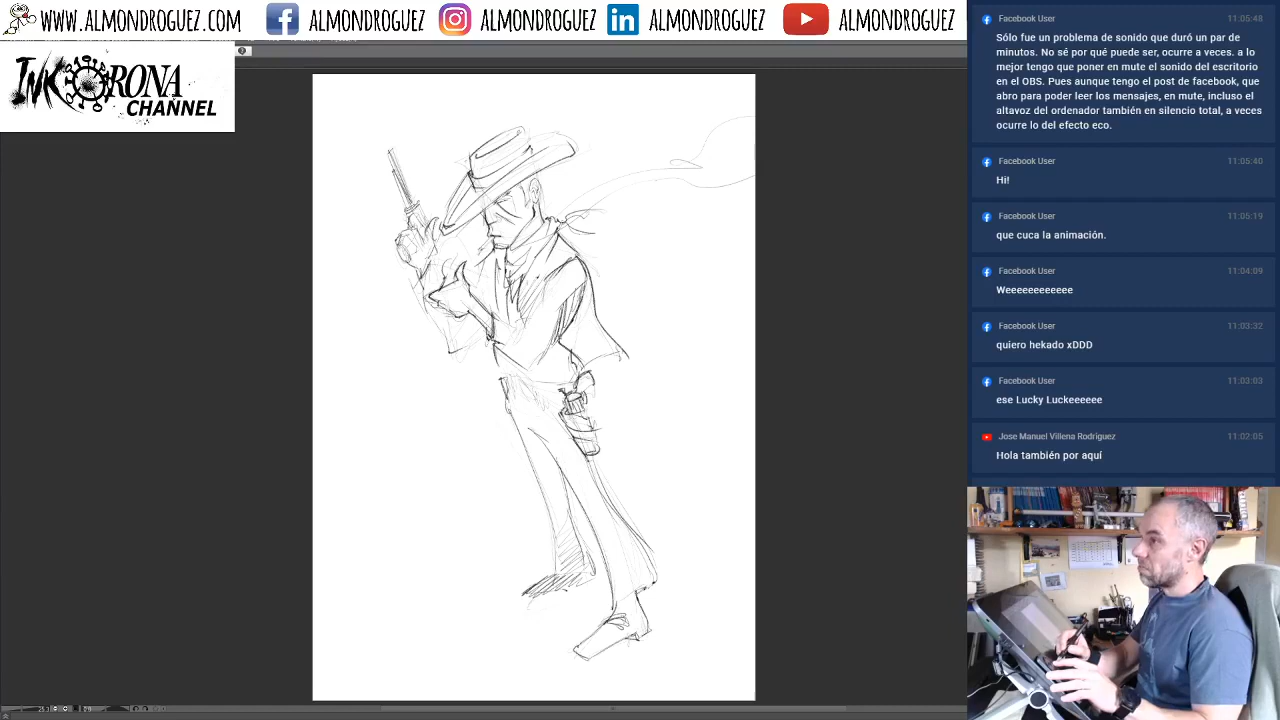 WWW.ALMONDROGUEZ.COM ALMONDROGUEZ ALMONDROGUEZ ALMONDROGUEZ ALMONDROGUEZ
INKORONA
CHANNEL
Facebook User 11:05:48
Sólo fue un problema de sonido que duró un par de
minutos. No sé por qué puede ser, ocurre a veces. a lo
mejor tengo que poner en mute el sonido del escritorio
en el OBS. Pues aunque tengo el post de facebook, que
abro para poder leer los mensajes, en mute, incluso el
altavoz del ordenador también en silencio total, a veces
ocurre lo del efecto eco.
Facebook User 11:05:40
Hi!
Facebook User 11:05:19
que cuca la animación.
Facebook User 11:04:09
Weeeeeeeeeeee
Facebook User 11:03:32
quiero hekado xDDD
Facebook User 11:03:03
ese Lucky Luckeeeeee
Jose Manuel Villena Rodríguez 11:02:05
Hola también por aquí